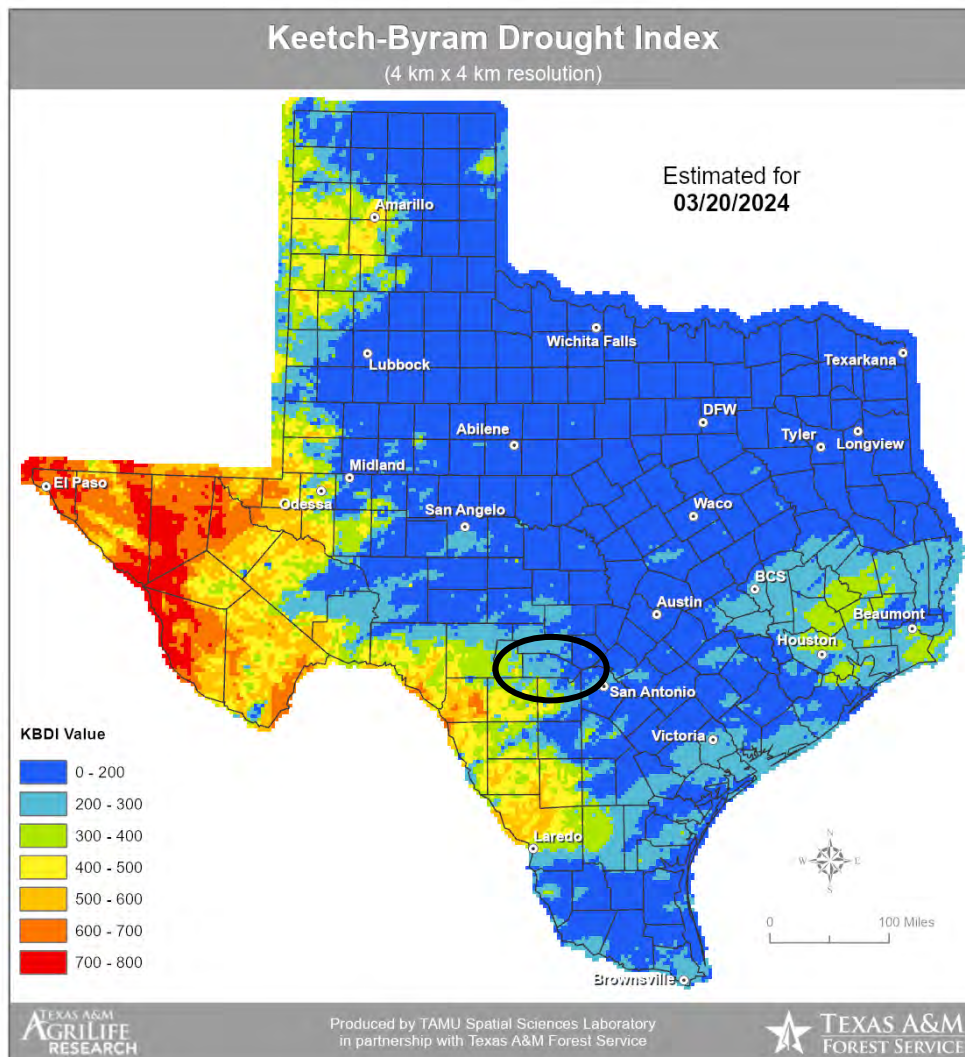 Keetch-Byram Drought Index
(4 km x 4 km resolution)
Estimated for
03/20/2024
Amarillo
Wichita Falls
Lubbock
Texarkana
DFW
Abilene
Tyler
Longview
Midland
El Paso
Odessa
San Angelo
Waco
BCS
Austin
Beaumont
Houston
San Antonio
Victoria
KBDI Value
0 - 200
200 - 300
300 - 400
400 - 500
500 - 600
600 - 700
700 - 800
Laredo
N
W E
S
0 100 Miles
Brownsville
TEXAS A&M
AGRILIFE
RESEARCH
Produced by TAMU Spatial Sciences Laboratory
in partnership with Texas A&M Forest Service
TEXAS A&M
FOREST SERVICE